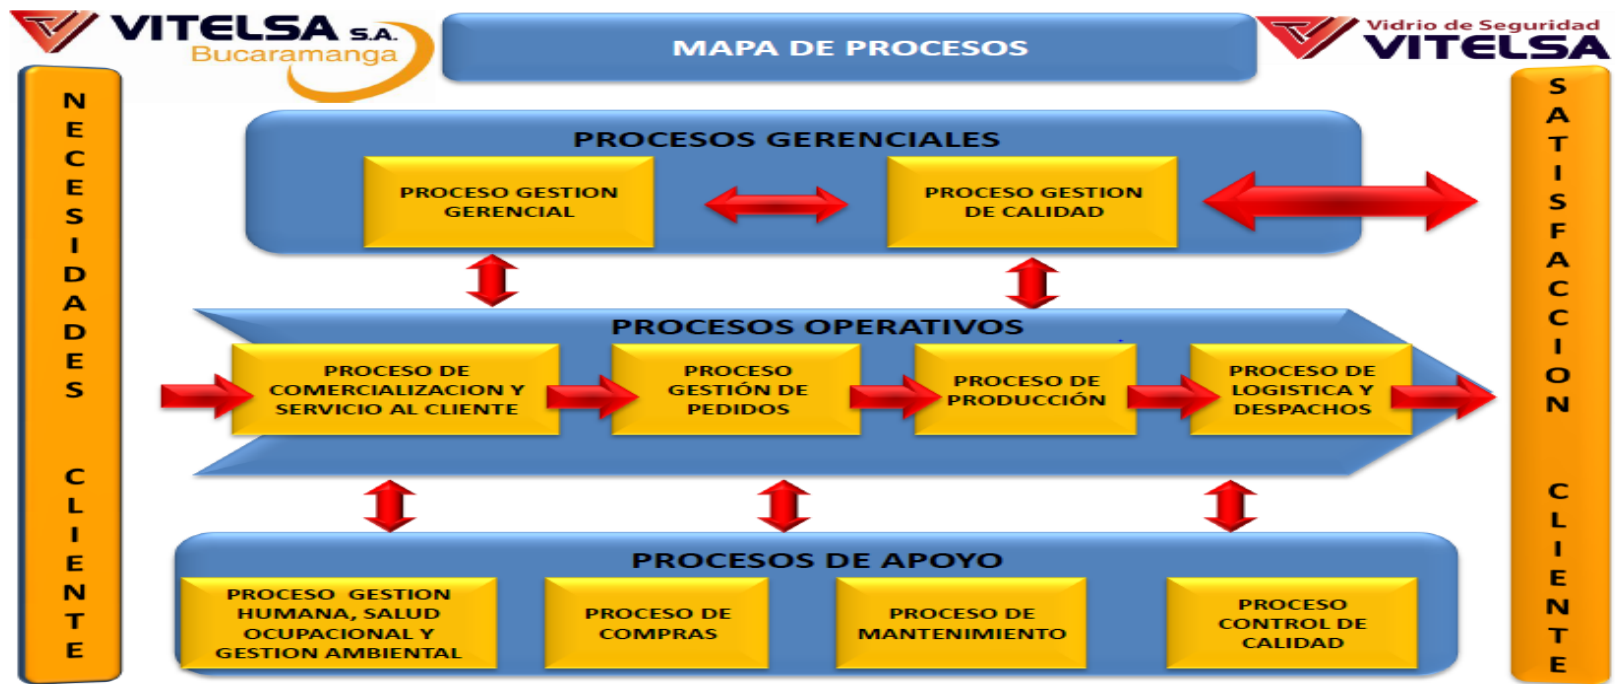 VITELSA S.A.
Bucaramanga
MAPA DE PROCESOS
Vidrio de Seguridad
VITELSA
NECESIDADES CLIENTE
PROCESOS GERENCIALES
PROCESO GESTION
GERENCIAL
PROCESO GESTION
DE CALIDAD
PROCESOS OPERATIVOS
PROCESO DE
COMERCIALIZACION Y
SERVICIO AL CLIENTE
PROCESO
GESTIÓN DE
PEDIDOS
PROCESO DE
PRODUCCIÓN
PROCESO DE
LOGISTICA Y
DESPACHOS
PROCESOS DE APOYO
PROCESO GESTION
HUMANA, SALUD
OCUPACIONAL Y
GESTION AMBIENTAL
PROCESO DE
COMPRAS
PROCESO DE
MANTENIMIENTO
PROCESO
CONTROL DE
CALIDAD
SATISFACCION CLIENTE